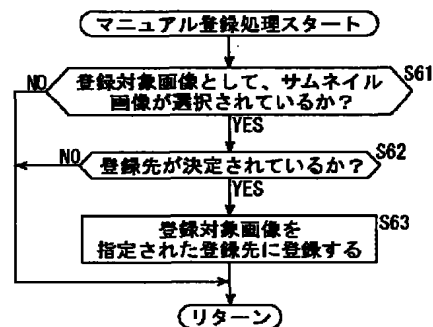 マニュアル登録処理スタート
NO
登録対象画像として、サムネイル
画像が選択されているか？
S61
YES
NO
登録先が決定されているか？
S62
YES
登録対象画像を
指定された登録先に登録する
S63
リターン